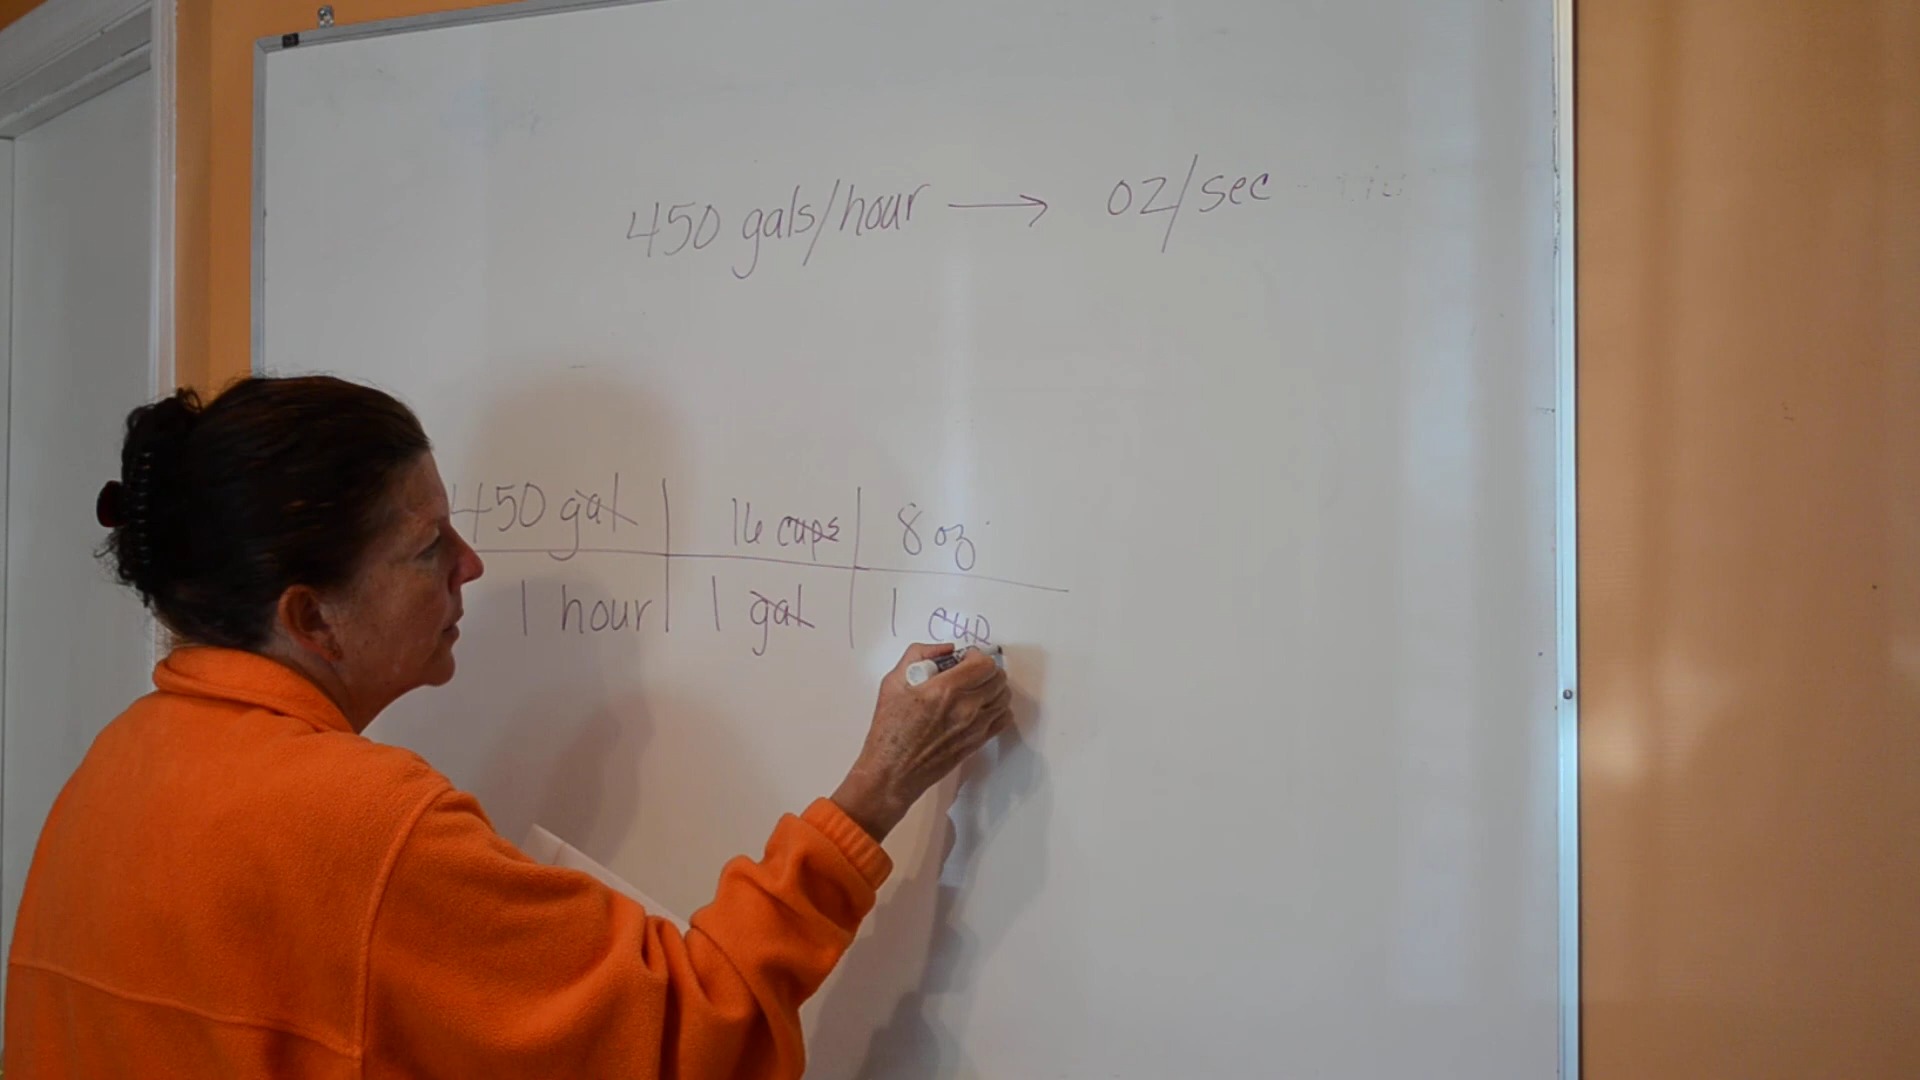 450 gals/hour → oz/sec
450 gal 16 cups 8 oz
1 hour 1 gal 1 cup